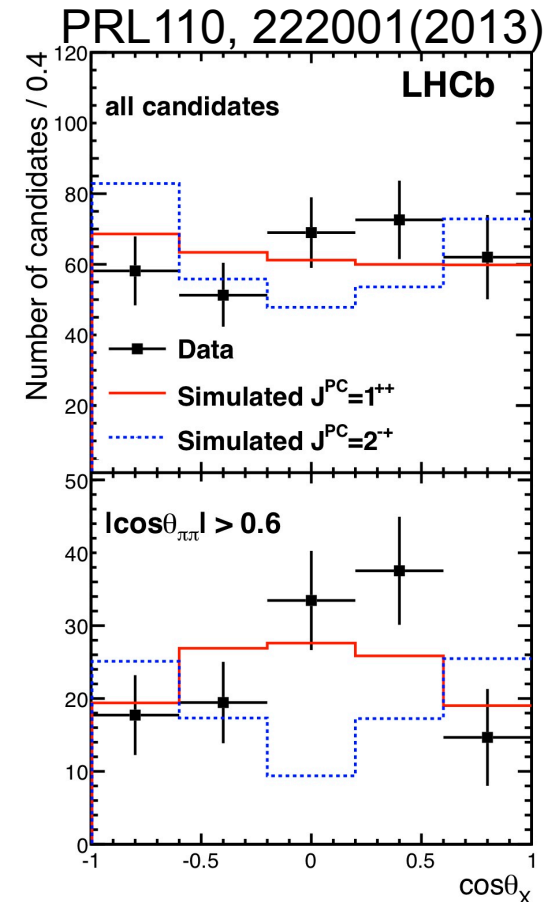 PRL110, 222001(2013)
LHCb
all candidates
Number of candidates / 0.4
120
100
80
60
40
20
Data
Simulated J^PC=1^++
Simulated J^PC=2^-+
|cosθππ| > 0.6
50
40
30
20
10
0
-1 -0.5 0 0.5 1
cosθX